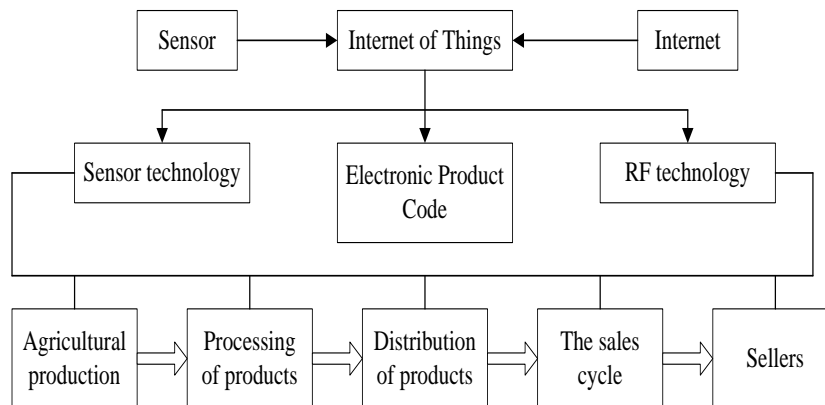 Sensor
Internet of Things
Internet
Sensor technology
Electronic Product
Code
RF technology
Agricultural
production
Processing
of products
Distribution
of products
The sales
cycle
Sellers